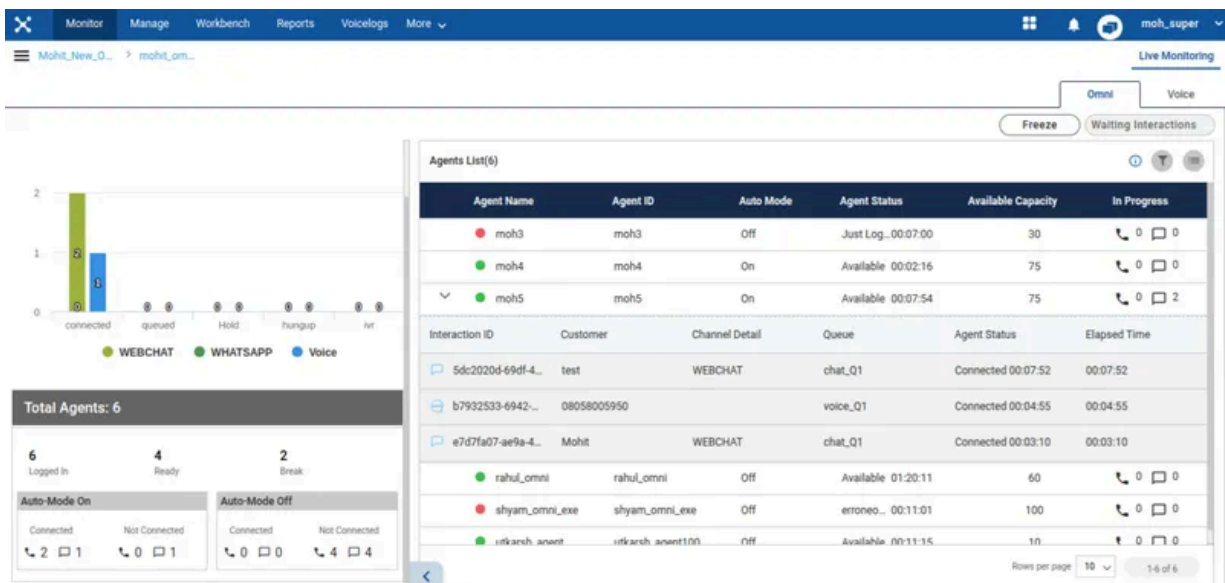 Monitor Manage Workbench Reports Voicelogs More moh_super
Mohit_New_O... > mohit_om... Live Monitoring
Omni Voice
Freeze Waiting Interactions
Agents List(6)
2
1
0
2
0
1
0 0
0 0
0 0
0 0
connected queued Hold hungup ivr
WEBCHAT WHATSAPP Voice
Total Agents: 6
6 4 2
Logged In Ready Break
Auto-Mode On Auto-Mode Off
Connected Not Connected Connected Not Connected
2 1 0 1 0 0 4 4
Agent Name Agent ID Auto Mode Agent Status Available Capacity In Progress
moh3 moh3 Off Just Log... 00:07:00 30 0 0
moh4 moh4 On Available 00:02:16 75 0 0
moh5 moh5 On Available 00:07:54 75 0 2
Interaction ID Customer Channel Detail Queue Agent Status Elapsed Time
5dc2020d-69df-4... test WEBCHAT chat_Q1 Connected 00:07:52 00:07:52
b7932533-6942-... 08058005950 voice_Q1 Connected 00:04:55 00:04:55
e7d7fa07-ae9a-4... Mohit WEBCHAT chat_Q1 Connected 00:03:10 00:03:10
rahul_omni rahul_omni Off Available 01:20:11 60 0 0
shyam_omni_exe shyam_omni_exe Off erroneo... 00:11:01 100 0 0
utkarsh_agent utkarsh_agent100 Off Available 00:11:15 10 0 0
Rows per page 10 1-6 of 6